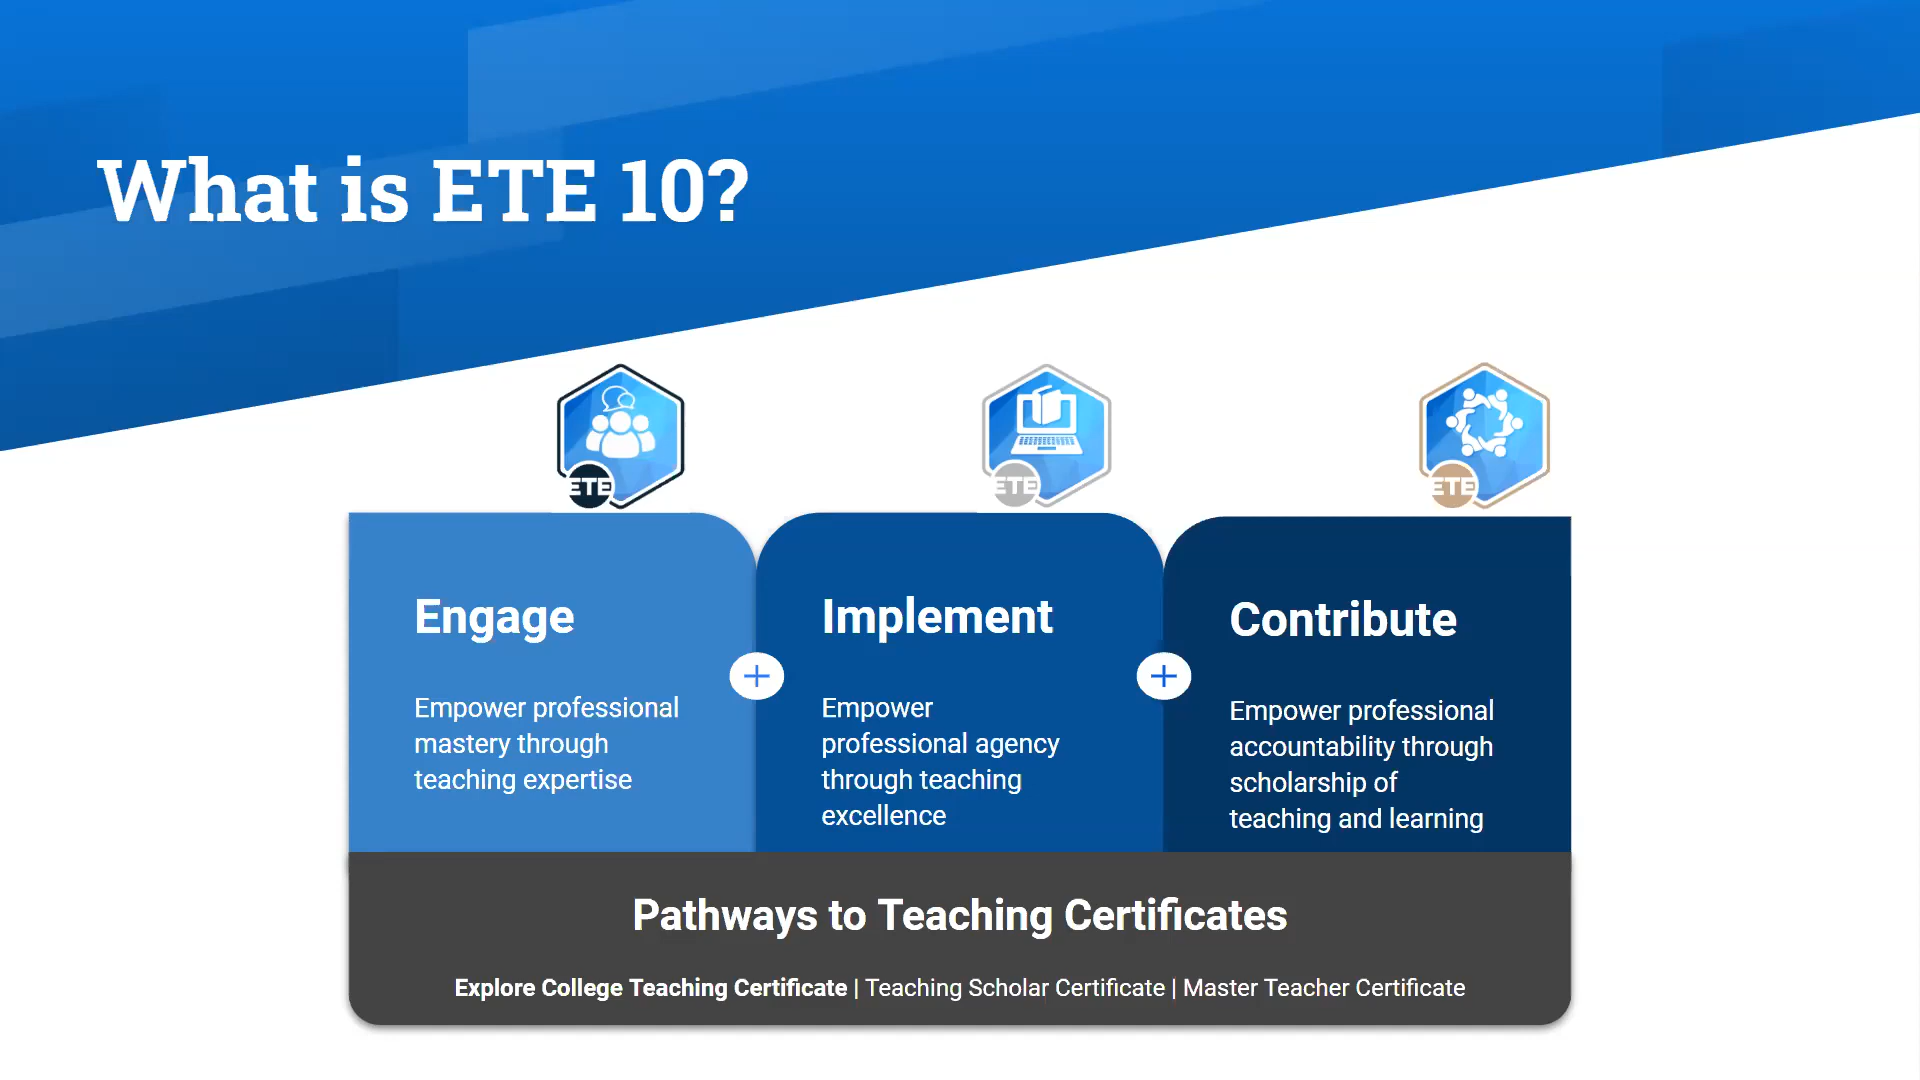 What is ETE 10?
ETE
ETE
ETE
Engage
Empower professional
mastery through
teaching expertise
Implement
Empower
professional agency
through teaching
excellence
Contribute
Empower professional
accountability through
scholarship of
teaching and learning
Pathways to Teaching Certificates
Explore College Teaching Certificate | Teaching Scholar Certificate | Master Teacher Certificate